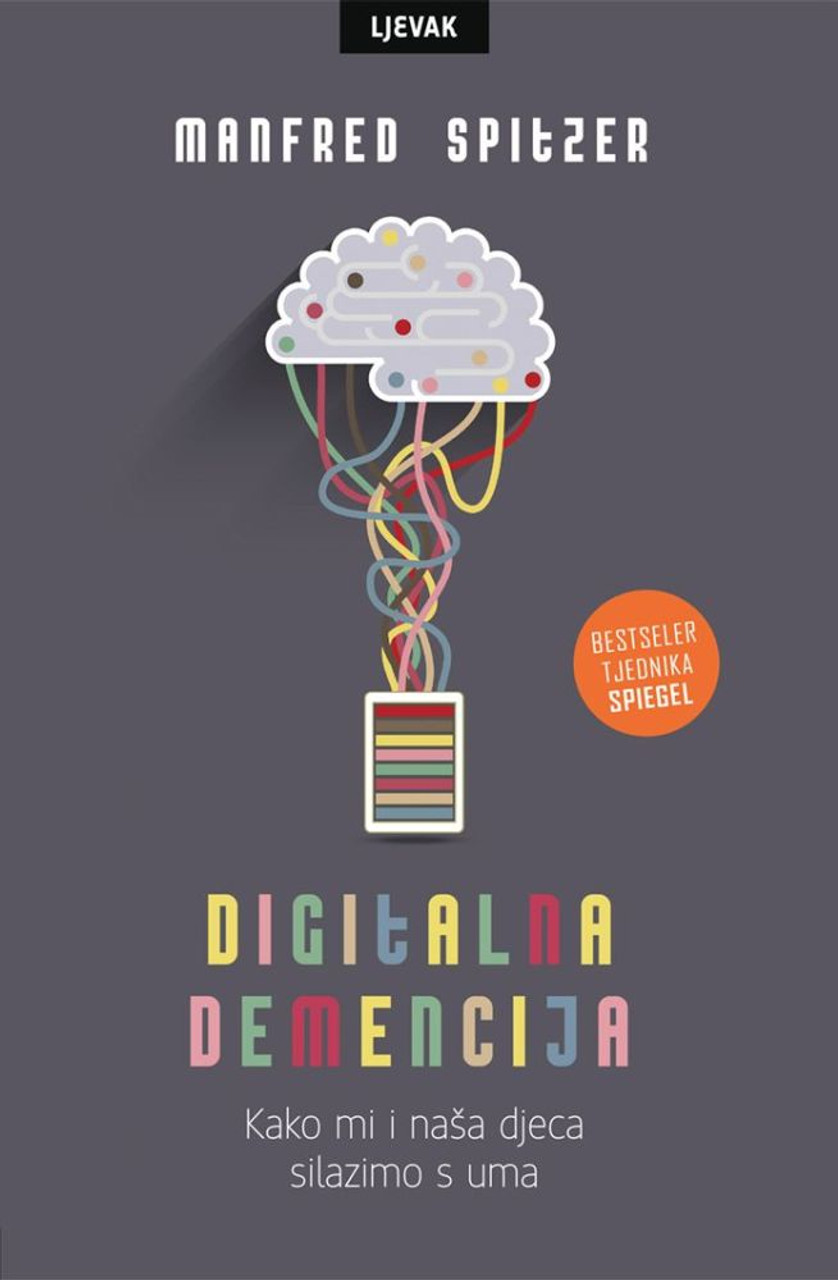 LJEVAK
MANFRED SPITZER
BESTSELER
TJEDNIKA
SPIEGEL
DIGITALNA
DEMENCIJA
Kako mi i naša djeca
silazimo s uma